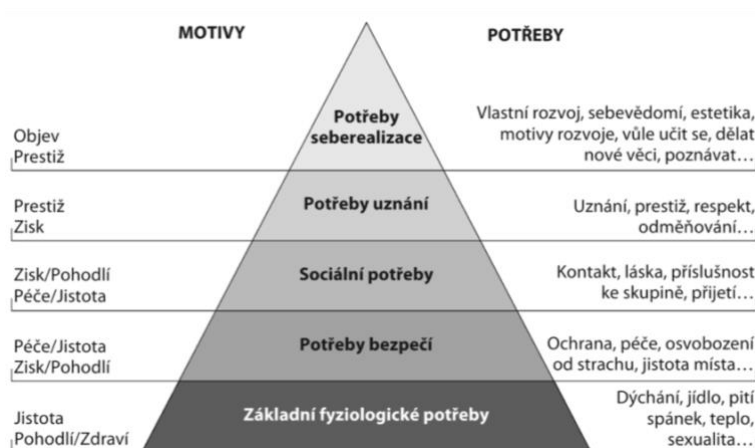 MOTIVY
POTŘEBY
Objev
Prestiž
Potřeby
seberealizace
Vlastní rozvoj, sebevědomí, estetika,
motivy rozvoje, vůle učit se, dělat
nové věci, poznávat…
Prestiž
Zisk
Potřeby uznání
Uznání, prestiž, respekt,
odměňování…
Zisk/Pohodlí
Péče/Jistota
Sociální potřeby
Kontakt, láska, příslušnost
ke skupině, přijetí…
Péče/Jistota
Zisk/Pohodlí
Potřeby bezpečí
Ochrana, péče, osvobození
od strachu, jistota místa…
Jistota
Pohodlí/Zdraví
Základní fyziologické potřeby
Dýchání, jídlo, pití
spánek, teplo,
sexualita…